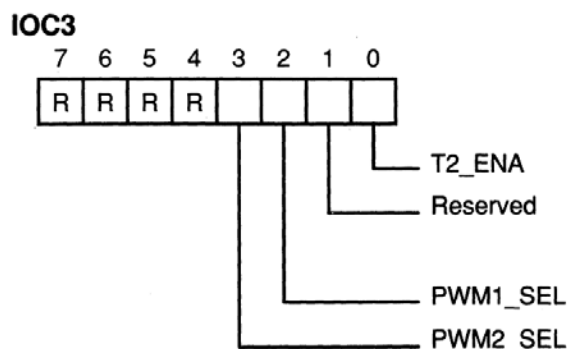 IOC3
7 6 5 4 3 2 1 0
R R R R
T2_ENA
Reserved
PWM1_SEL
PWM2_SEL